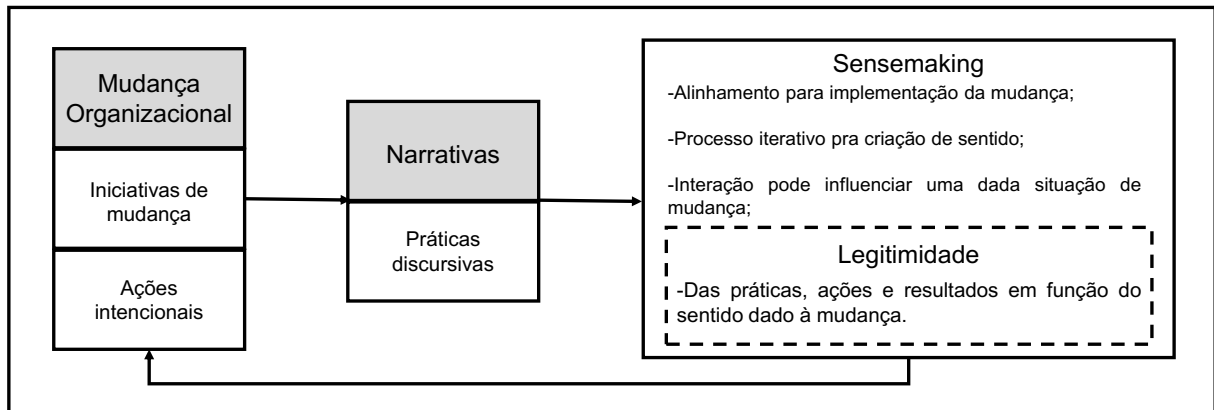 Mudança
Organizacional
Iniciativas de
mudança
Ações
intencionais
Narrativas
Práticas
discursivas
Sensemaking
-Alinhamento para implementação da mudança;
-Processo iterativo pra criação de sentido;
-Interação pode influenciar uma dada situação de
mudança;
Legitimidade
-Das práticas, ações e resultados em função do
sentido dado à mudança.